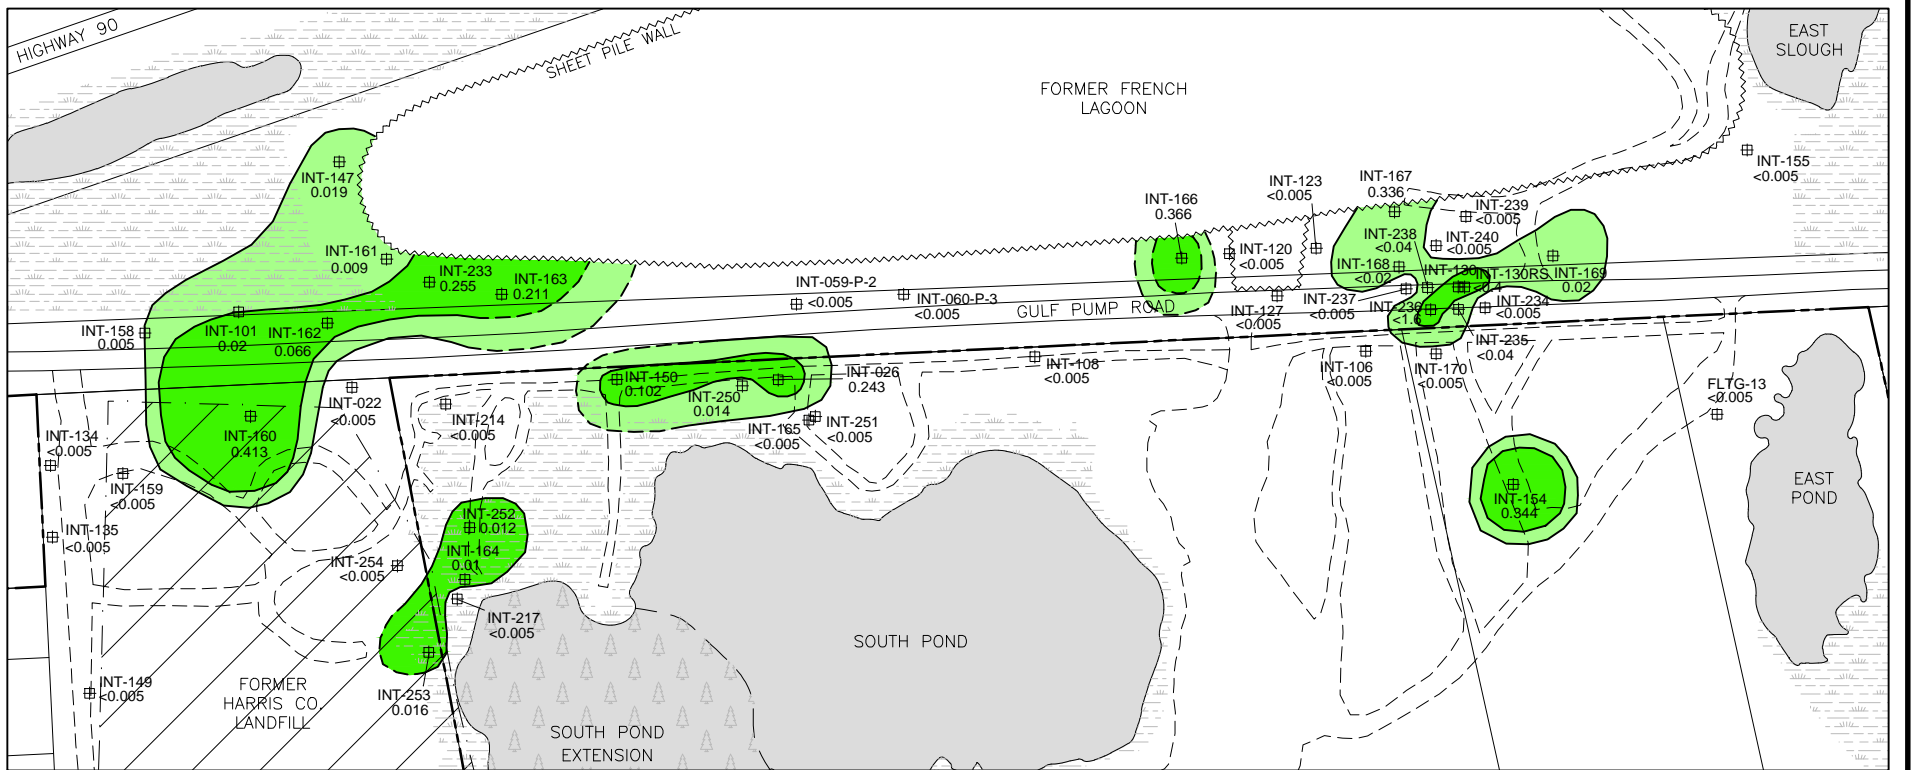 HIGHWAY 90
SHEET PILE WALL
FORMER FRENCH
LAGOON
EAST
SLOUGH
INT-155
<0.005
INT-147
0.019
INT-161
0.009
INT-233
0.255
INT-163
0.211
INT-158
0.005
INT-101
0.02
INT-162
0.066
INT-160
0.413
INT-022
<0.005
INT-134
<0.005
INT-159
<0.005
INT-135
<0.005
INT-149
<0.005
FORMER
HARRIS CO.
LANDFILL
INT-214
<0.005
INT-252
0.012
INT-164
0.01
INT-254
<0.005
INT-217
<0.005
INT-253
0.016
INT-059-P-2
<0.005
INT-060-P-3
<0.005
GULF PUMP ROAD
INT-150
0.102
INT-250
0.014
INT-026
0.243
INT-165
<0.005
INT-251
<0.005
INT-108
<0.005
SOUTH POND
SOUTH POND
EXTENSION
INT-166
0.366
INT-120
<0.005
INT-123
<0.005
INT-127
<0.005
INT-167
0.336
INT-239
<0.005
INT-238
<0.04
INT-240
<0.005
INT-168
<0.02
INT-130
INT-130RS
<0.4
INT-169
0.02
INT-237
<0.005
INT-236
<1.6
INT-234
<0.005
INT-235
<0.04
INT-106
<0.005
INT-170
<0.005
FLTG-13
<0.005
INT-154
0.344
EAST
POND